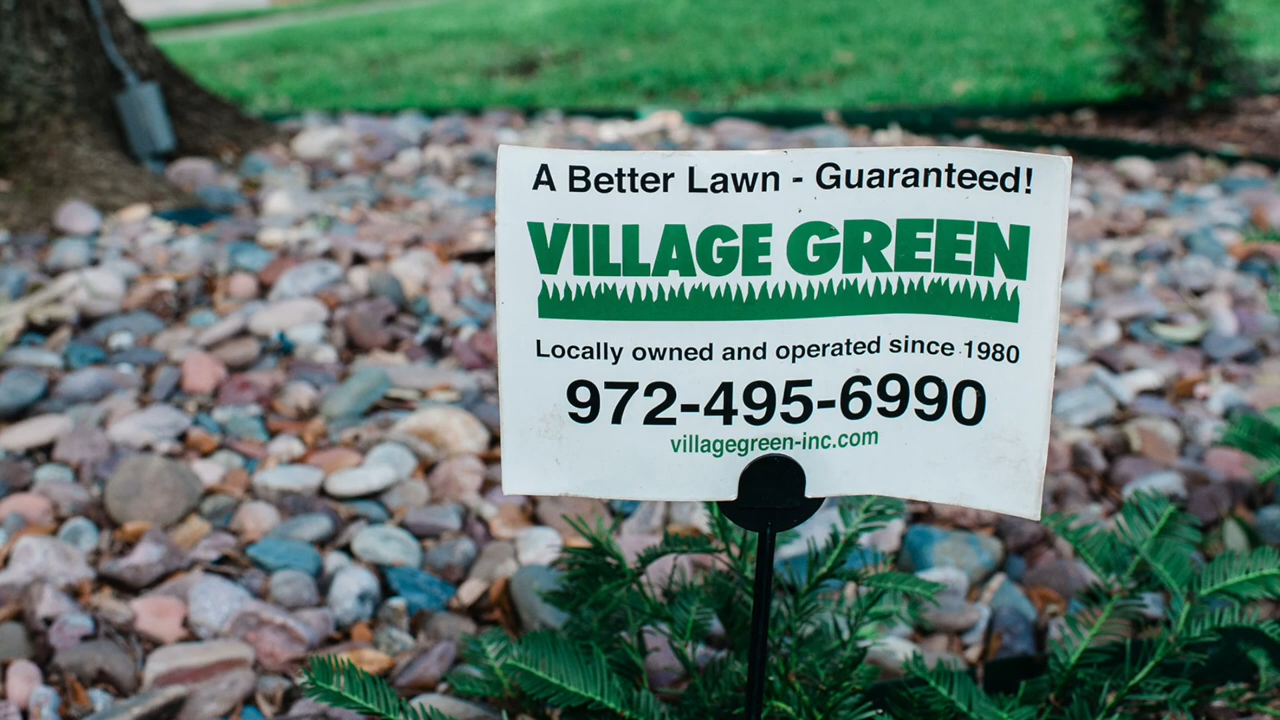 A Better Lawn - Guaranteed!
VILLAGE GREEN
Locally owned and operated since 1980
972-495-6990
villagegreen-inc.com